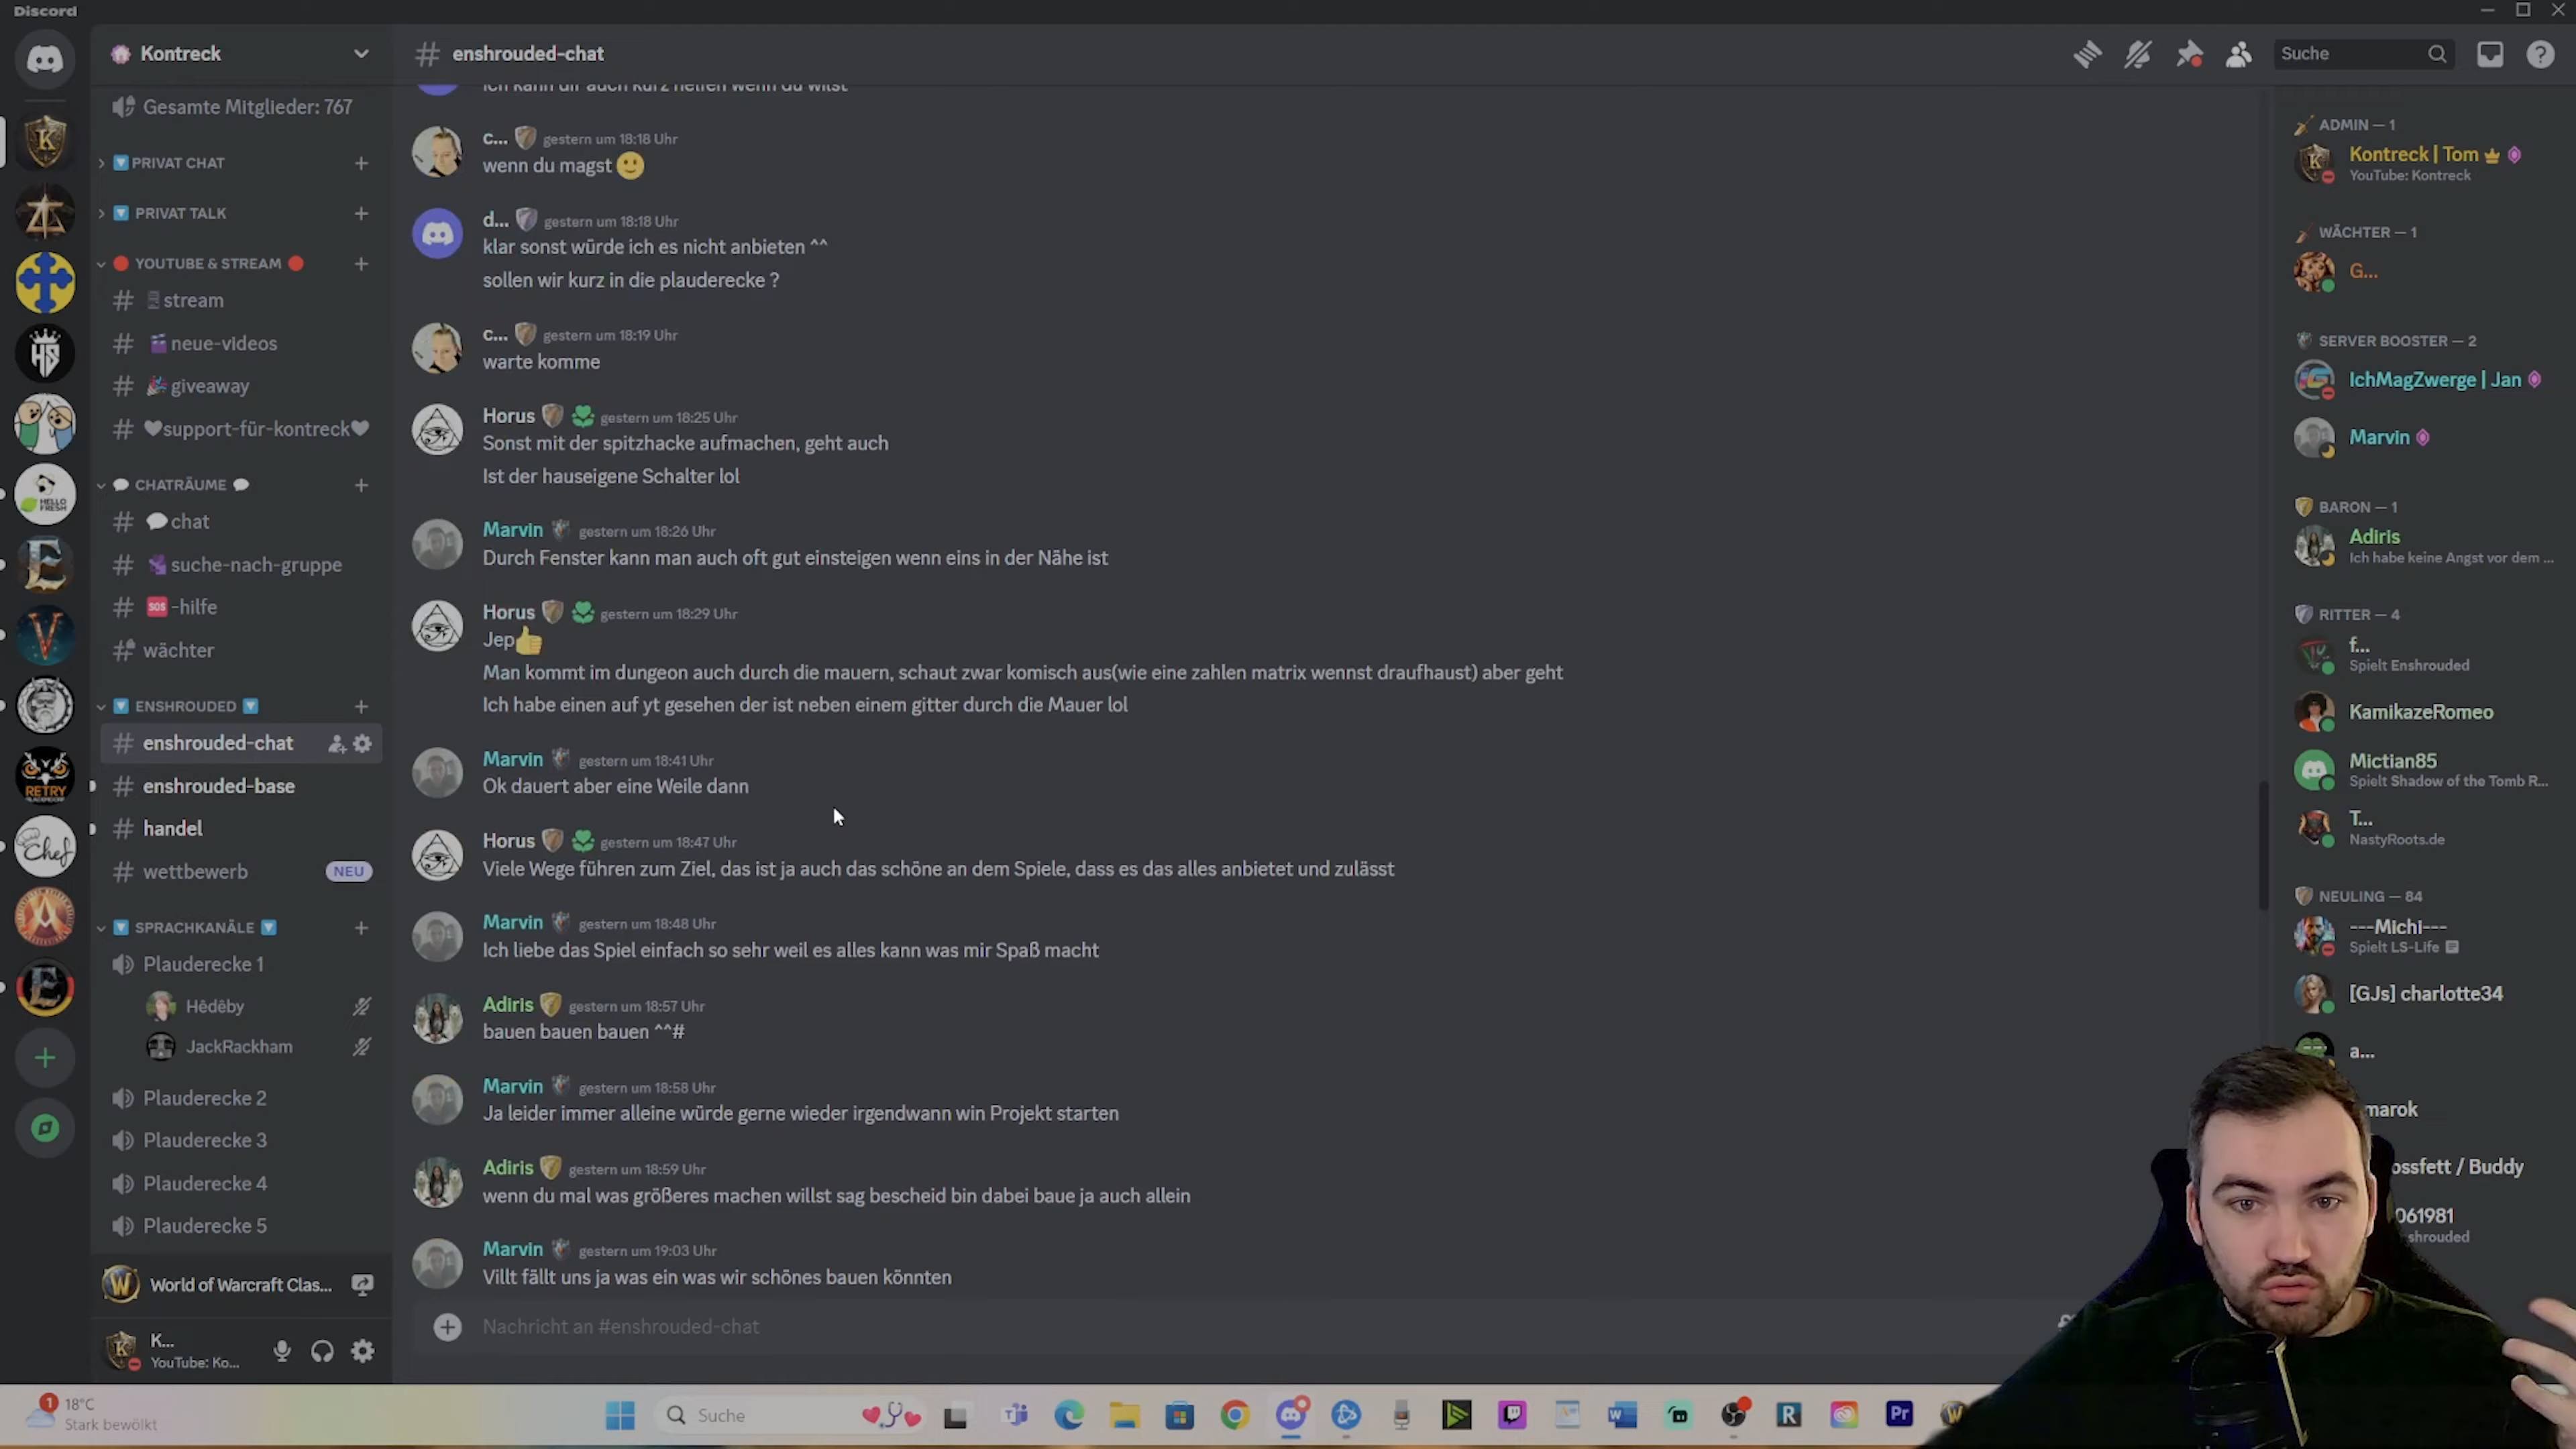 Discord
Kontreck
Gesamte Mitglieder: 767
PRIVAT CHAT
PRIVAT TALK
YOUTUBE & STREAM
stream
neue-videos
giveaway
support-für-kontreck
CHATRÄUME
chat
suche-nach-gruppe
SOS -hilfe
wächter
ENSHROUDED
enshrouded-chat
enshrouded-base
handel
wettbewerb NEU
SPRACHKANÄLE
Plauderecke 1
Hêdêby
JackRackham
Plauderecke 2
Plauderecke 3
Plauderecke 4
Plauderecke 5
World of Warcraft Clas...
K...
YouTube: Ko...
HELLO FRESH
RETRY
Chef
# enshrouded-chat
Suche
Ich kann dir auch kurz helfen wenn du willst
c... gestern um 18:18 Uhr
wenn du magst
d... gestern um 18:18 Uhr
klar sonst würde ich es nicht anbieten ^^
sollen wir kurz in die plauderecke ?
c... gestern um 18:19 Uhr
warte komme
Horus gestern um 18:25 Uhr
Sonst mit der spitzhacke aufmachen, geht auch
Ist der hauseigene Schalter lol
Marvin gestern um 18:26 Uhr
Durch Fenster kann man auch oft gut einsteigen wenn eins in der Nähe ist
Horus gestern um 18:29 Uhr
Jep
Man kommt im dungeon auch durch die mauern, schaut zwar komisch aus(wie eine zahlen matrix wennst draufhaust) aber geht
Ich habe einen auf yt gesehen der ist neben einem gitter durch die Mauer lol
Marvin gestern um 18:41 Uhr
Ok dauert aber eine Weile dann
Horus gestern um 18:47 Uhr
Viele Wege führen zum Ziel, das ist ja auch das schöne an dem Spiele, dass es das alles anbietet und zulässt
Marvin gestern um 18:48 Uhr
Ich liebe das Spiel einfach so sehr weil es alles kann was mir Spaß macht
Adiris gestern um 18:57 Uhr
bauen bauen bauen ^^#
Marvin gestern um 18:58 Uhr
Ja leider immer alleine würde gerne wieder irgendwann win Projekt starten
Adiris gestern um 18:59 Uhr
wenn du mal was größeres machen willst sag bescheid bin dabei baue ja auch allein
Marvin gestern um 19:03 Uhr
Villt fällt uns ja was ein was wir schönes bauen könnten
Nachricht an #enshrouded-chat
ADMIN — 1
Kontreck | Tom
YouTube: Kontreck
WÄCHTER — 1
G...
SERVER BOOSTER — 2
IchMagZwerge | Jan
Marvin
BARON — 1
Adiris
Ich habe keine Angst vor dem ...
RITTER — 4
f...
Spielt Enshrouded
KamikazeRomeo
Mictian85
Spielt Shadow of the Tomb R...
T...
NastyRoots.de
NEULING — 84
---Michl---
Spielt LS-Life
[GJs] charlotte34
a...
marok
ossfett / Buddy
061981
shrouded
1
18°C
Stark bewölkt
Suche